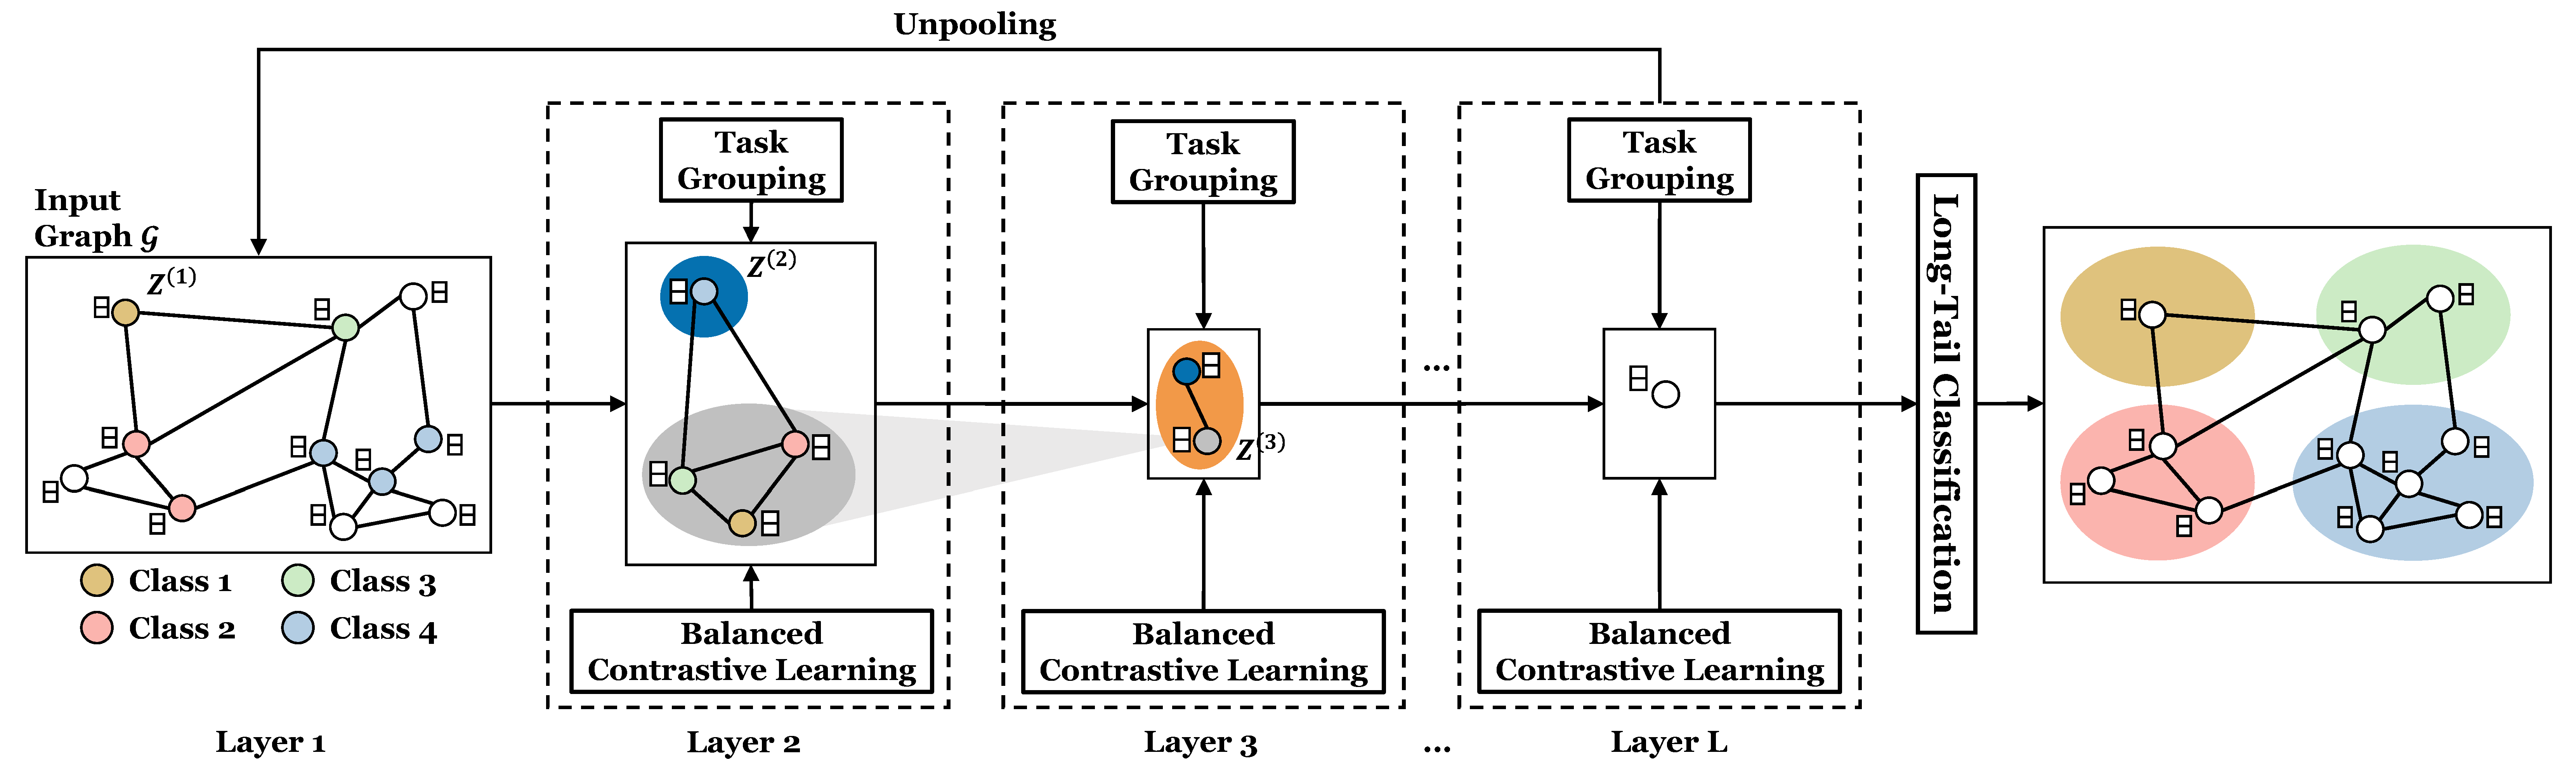 Unpooling
Input
Graph 𝒢
Z⁽¹⁾
Class 1
Class 3
Class 2
Class 4
Layer 1
Task
Grouping
Z⁽²⁾
Balanced
Contrastive Learning
Layer 2
Task
Grouping
Z⁽³⁾
Balanced
Contrastive Learning
Layer 3
...
...
Task
Grouping
Balanced
Contrastive Learning
Layer L
Long-Tail Classification